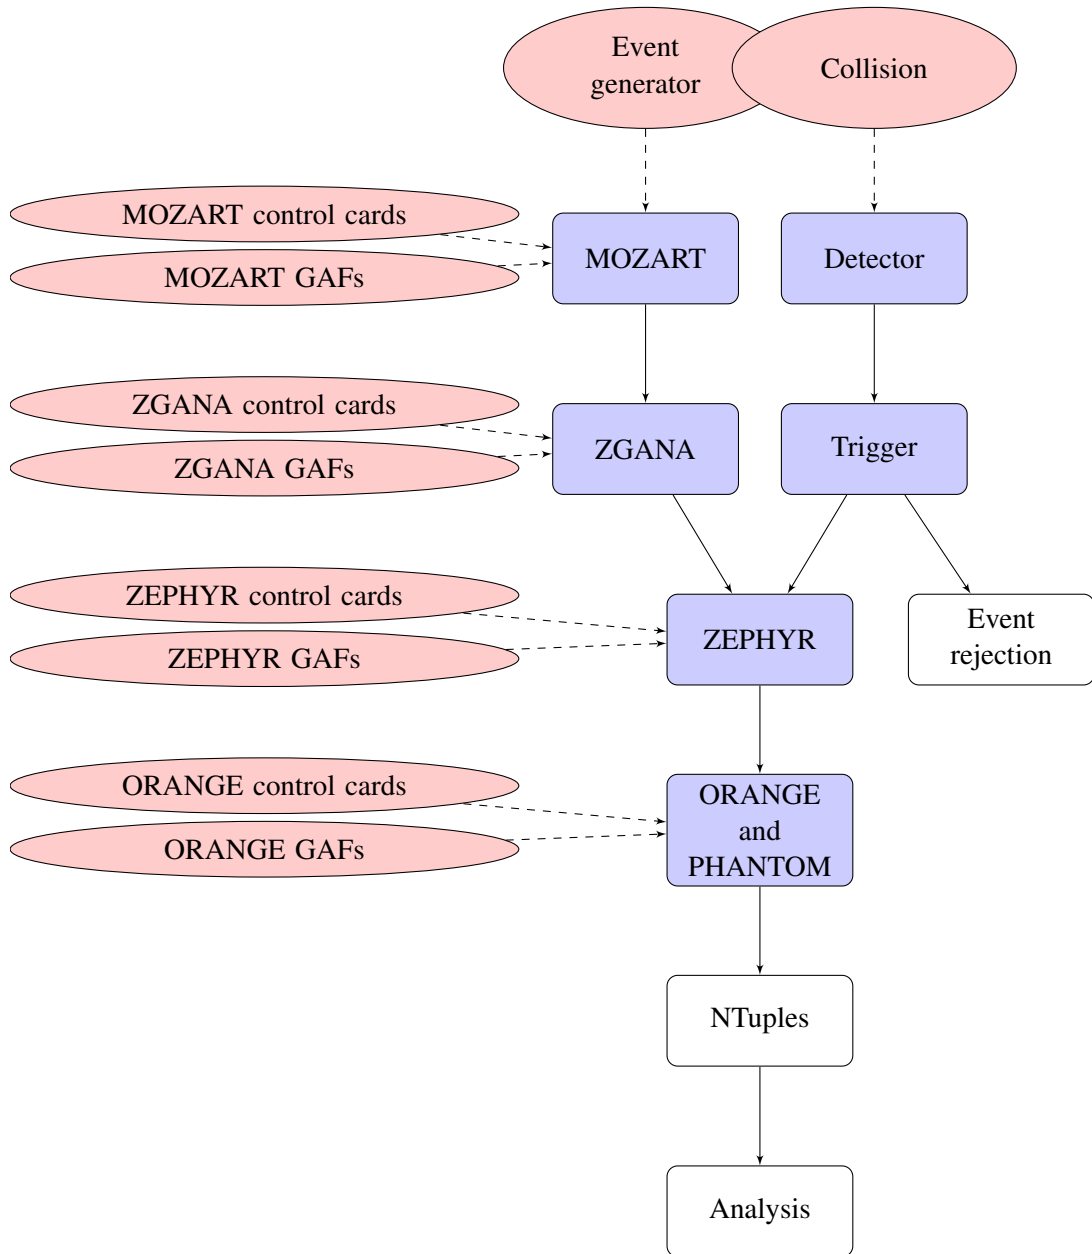 Event
generator
Collision
MOZART control cards
MOZART GAFs
MOZART
Detector
ZGANA control cards
ZGANA GAFs
ZGANA
Trigger
ZEPHYR control cards
ZEPHYR GAFs
ZEPHYR
Event
rejection
ORANGE control cards
ORANGE GAFs
ORANGE
and
PHANTOM
NTuples
Analysis